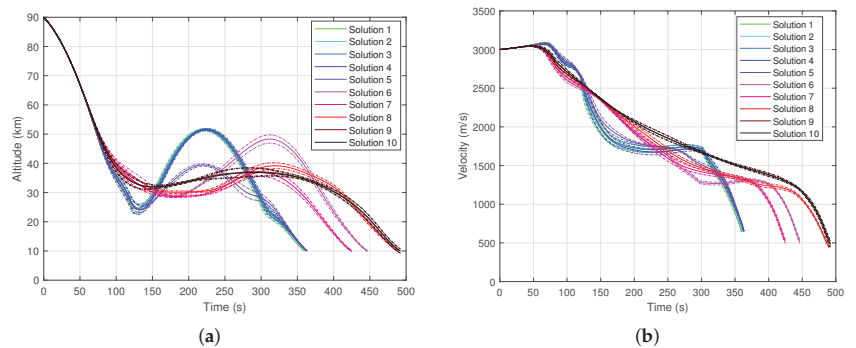 90
80
70
60
50
40
30
20
10
0
Altitude (km)
0 50 100 150 200 250 300 350 400 450 500
Time (s)
Solution 1
Solution 2
Solution 3
Solution 4
Solution 5
Solution 6
Solution 7
Solution 8
Solution 9
Solution 10
(a)
3500
3000
2500
2000
1500
1000
500
0
Velocity (m/s)
0 50 100 150 200 250 300 350 400 450 500
Time (s)
Solution 1
Solution 2
Solution 3
Solution 4
Solution 5
Solution 6
Solution 7
Solution 8
Solution 9
Solution 10
(b)